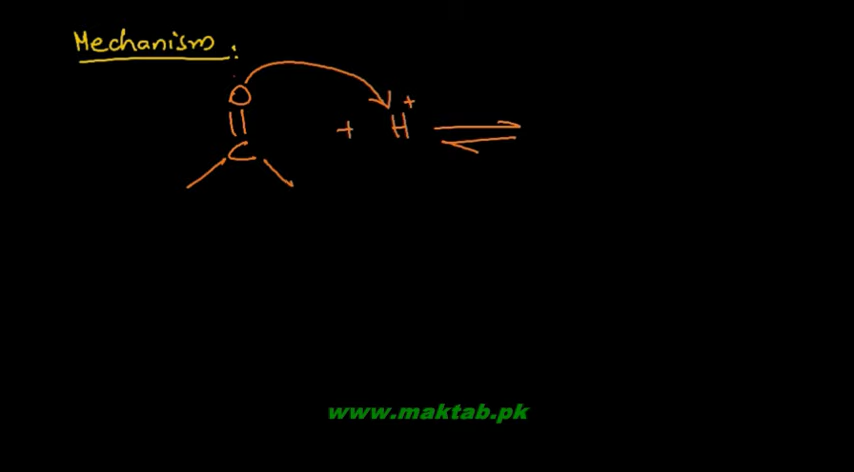 Mechanism :
O
|| + H+ ⇌
C
www.maktab.pk